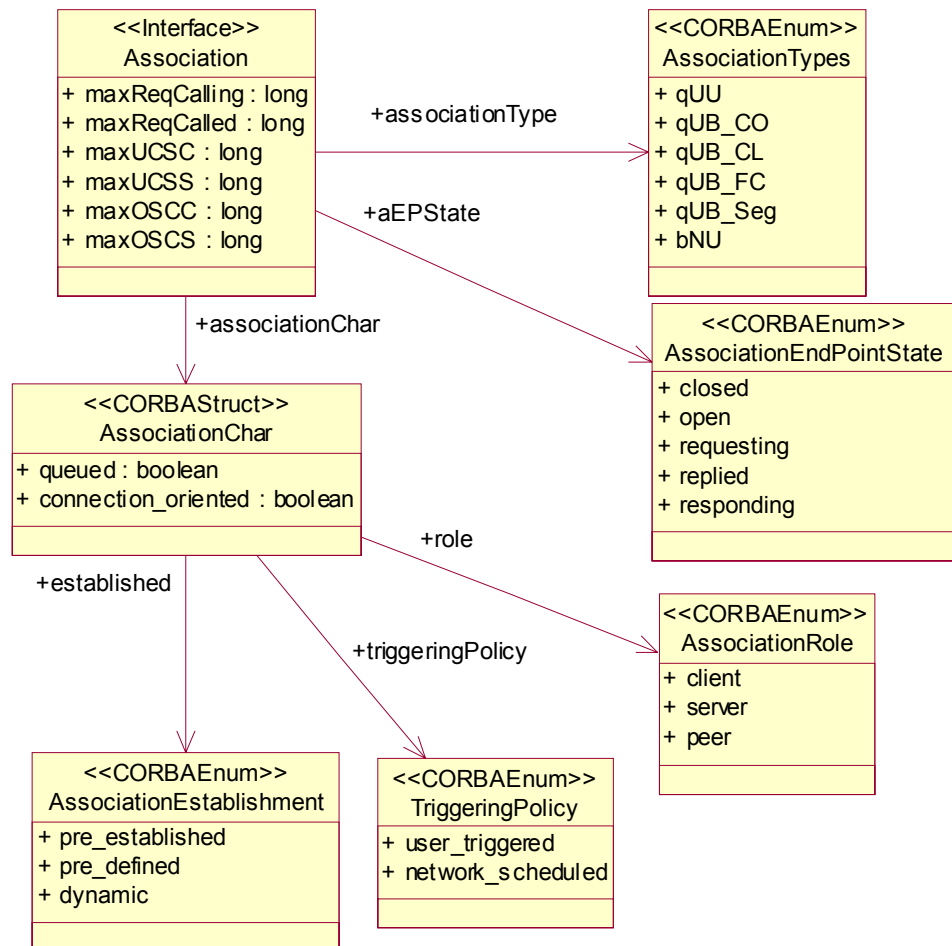 <<Interface>>
Association
+ maxReqCalling : long
+ maxReqCalled : long
+ maxUCSC : long
+ maxUCSS : long
+ maxOSCC : long
+ maxOSCS : long
+associationType
<<CORBAEnum>>
AssociationTypes
+ qUU
+ qUB_CO
+ qUB_CL
+ qUB_FC
+ qUB_Seg
+ bNU
+aEPState
+associationChar
<<CORBAEnum>>
AssociationEndPointState
+ closed
+ open
+ requesting
+ replied
+ responding
<<CORBAStruct>>
AssociationChar
+ queued : boolean
+ connection_oriented : boolean
+role
+established
+triggeringPolicy
<<CORBAEnum>>
AssociationRole
+ client
+ server
+ peer
<<CORBAEnum>>
AssociationEstablishment
+ pre_established
+ pre_defined
+ dynamic
<<CORBAEnum>>
TriggeringPolicy
+ user_triggered
+ network_scheduled